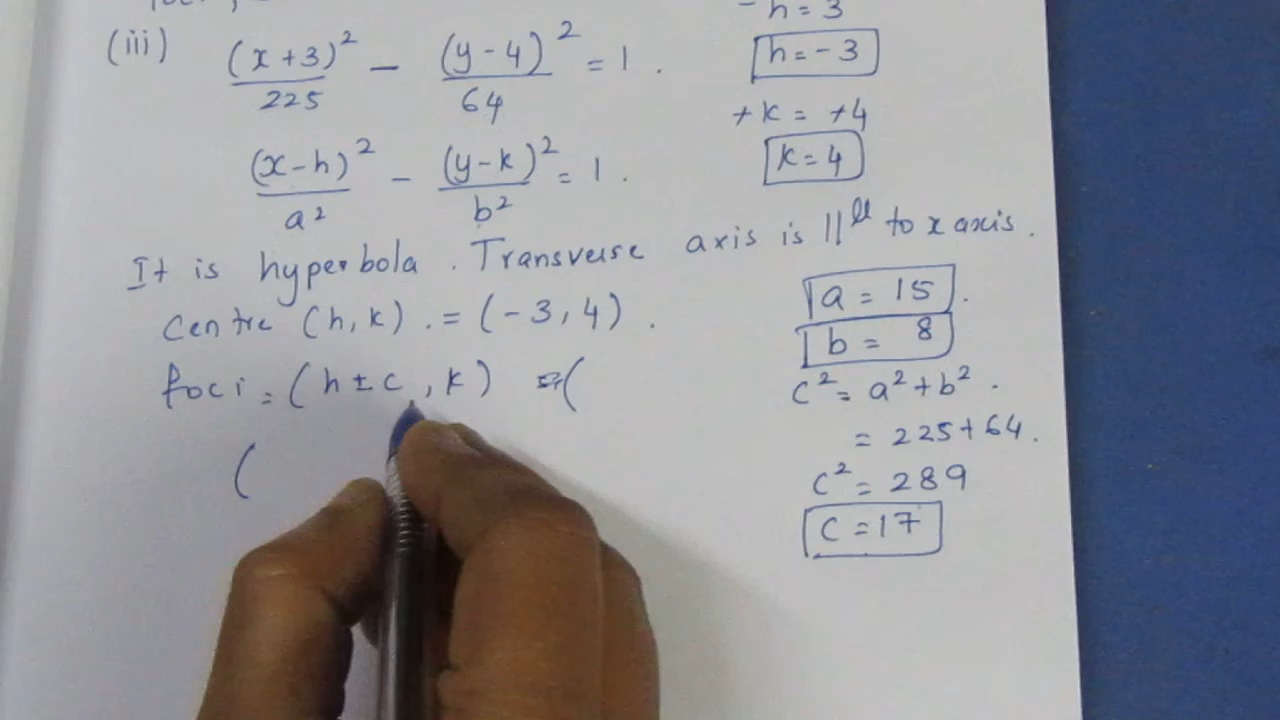 - h = 3
(iii) (x+3)²/225 - (y-4)²/64 = 1 .
h = -3
+k = +4
(x-h)²/a² - (y-k)²/b² = 1 .
k = 4
It is hyperbola . Transverse axis is ||ˡˡ to x axis .
a = 15 .
Centre (h, k) . = (-3, 4) .
b = 8
foci = (h ± c , k) = (
c² = a² + b² .
= 225 + 64 .
(
c² = 289
c = 17